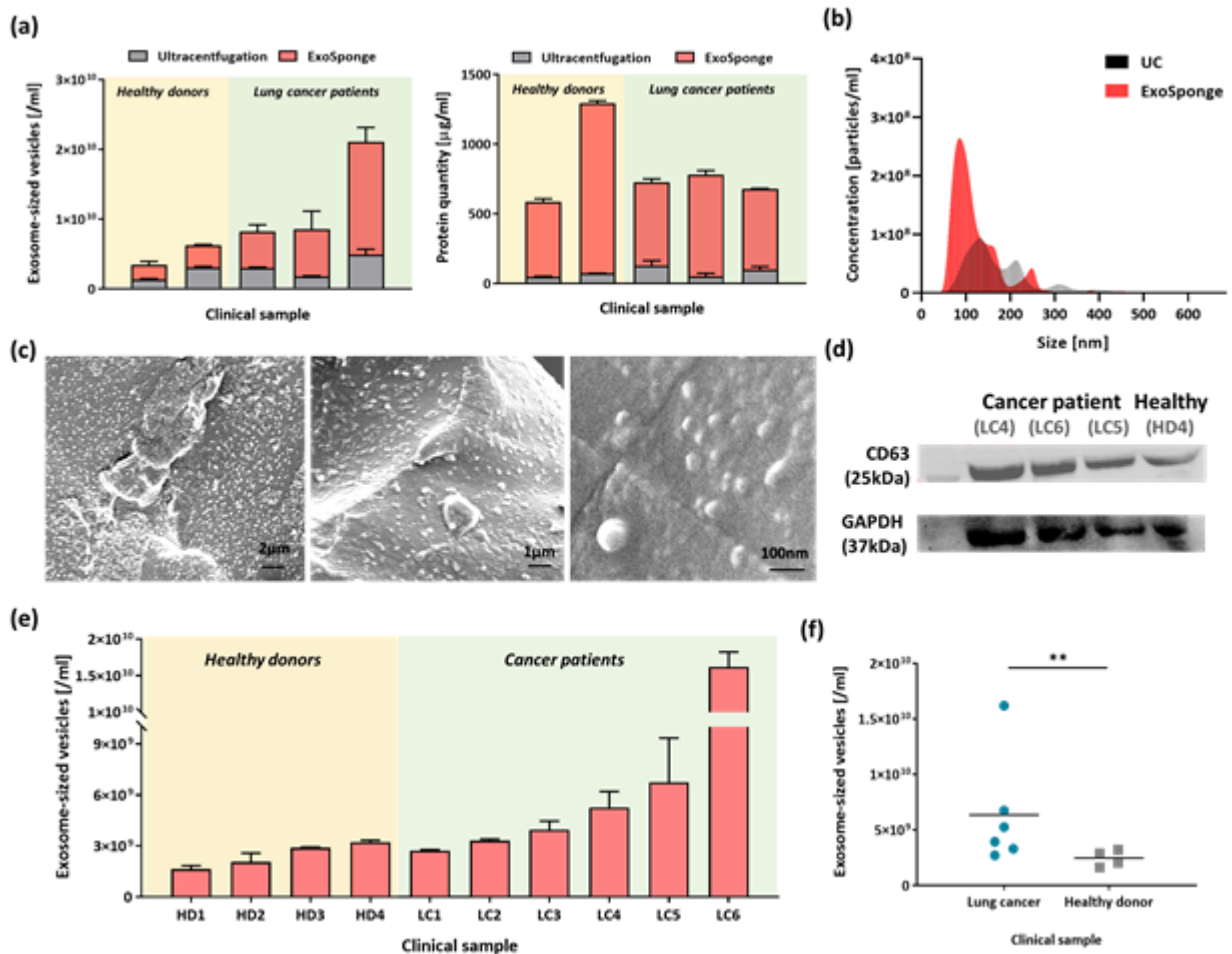 (a)
Ultracentfugation ExoSponge
3×10¹⁰
2×10¹⁰
1×10¹⁰
0
Exosome-sized vesicles [/ml]
Healthy donors Lung cancer patients
Clinical sample
Ultracentfugation ExoSponge
1500
1000
500
0
Protein quantity [μg/ml]
Healthy donors Lung cancer patients
Clinical sample
(b)
4×10⁸
3×10⁸
2×10⁸
1×10⁸
0
Concentration [particles/ml]
UC
ExoSponge
0 100 200 300 400 500 600
Size [nm]
(c)
2μm
1μm
100nm
(d)
Cancer patient Healthy
(LC4) (LC6) (LC5) (HD4)
CD63
(25kDa)
GAPDH
(37kDa)
(e)
2×10¹⁰
1.5×10¹⁰
1×10¹⁰
9×10⁹
6×10⁹
3×10⁹
0
Exosome-sized vesicles [/ml]
Healthy donors Cancer patients
HD1 HD2 HD3 HD4 LC1 LC2 LC3 LC4 LC5 LC6
Clinical sample
(f)
2×10¹⁰
1.5×10¹⁰
1×10¹⁰
5×10⁹
0
Exosome-sized vesicles [/ml]
**
Lung cancer Healthy donor
Clinical sample